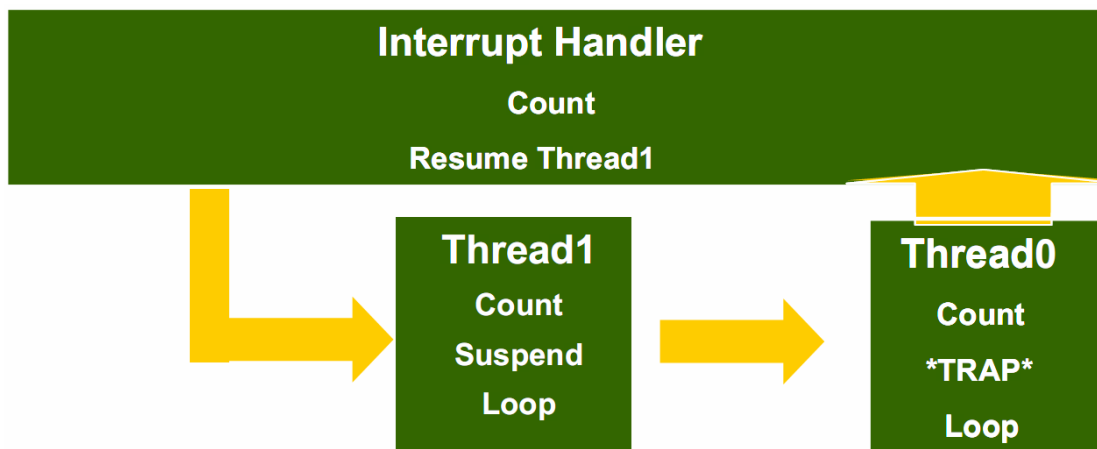 Interrupt Handler
Count
Resume Thread1
Thread1
Count
Suspend
Loop
Thread0
Count
*TRAP*
Loop